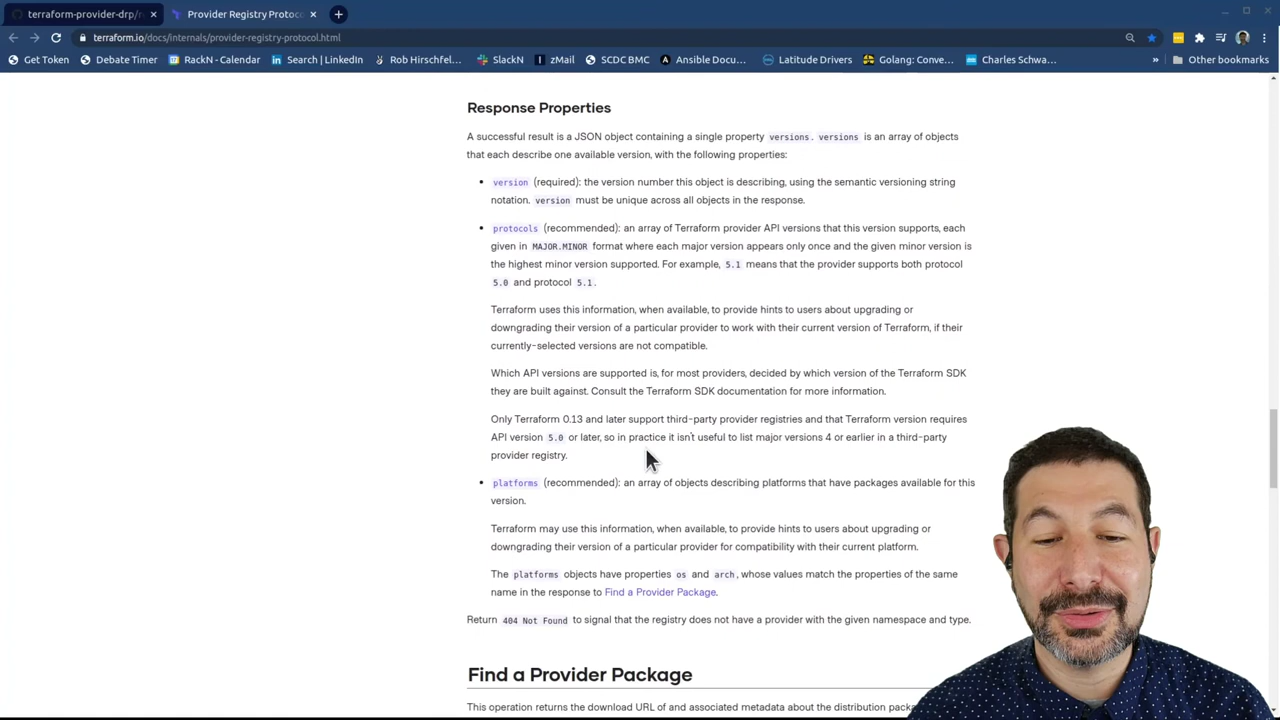 terraform-provider-drp/r
Provider Registry Protoco
terraform.io/docs/internals/provider-registry-protocol.html
Get Token
Debate Timer
RackN - Calendar
Search | LinkedIn
Rob Hirschfel...
SlackN
zMail
SCDC BMC
Ansible Docu...
Latitude Drivers
Golang: Conve...
Charles Schwa...
»
Other bookmarks
Response Properties
A successful result is a JSON object containing a single property versions. versions is an array of objects
that each describe one available version, with the following properties:
• version (required): the version number this object is describing, using the semantic versioning string
notation. version must be unique across all objects in the response.
• protocols (recommended): an array of Terraform provider API versions that this version supports, each
given in MAJOR.MINOR format where each major version appears only once and the given minor version is
the highest minor version supported. For example, 5.1 means that the provider supports both protocol
5.0 and protocol 5.1.
Terraform uses this information, when available, to provide hints to users about upgrading or
downgrading their version of a particular provider to work with their current version of Terraform, if their
currently-selected versions are not compatible.
Which API versions are supported is, for most providers, decided by which version of the Terraform SDK
they are built against. Consult the Terraform SDK documentation for more information.
Only Terraform 0.13 and later support third-party provider registries and that Terraform version requires
API version 5.0 or later, so in practice it isn't useful to list major versions 4 or earlier in a third-party
provider registry.
• platforms (recommended): an array of objects describing platforms that have packages available for this
version.
Terraform may use this information, when available, to provide hints to users about upgrading or
downgrading their version of a particular provider for compatibility with their current platform.
The platforms objects have properties os and arch, whose values match the properties of the same
name in the response to Find a Provider Package.
Return 404 Not Found to signal that the registry does not have a provider with the given namespace and type.
Find a Provider Package
This operation returns the download URL of and associated metadata about the distribution pack